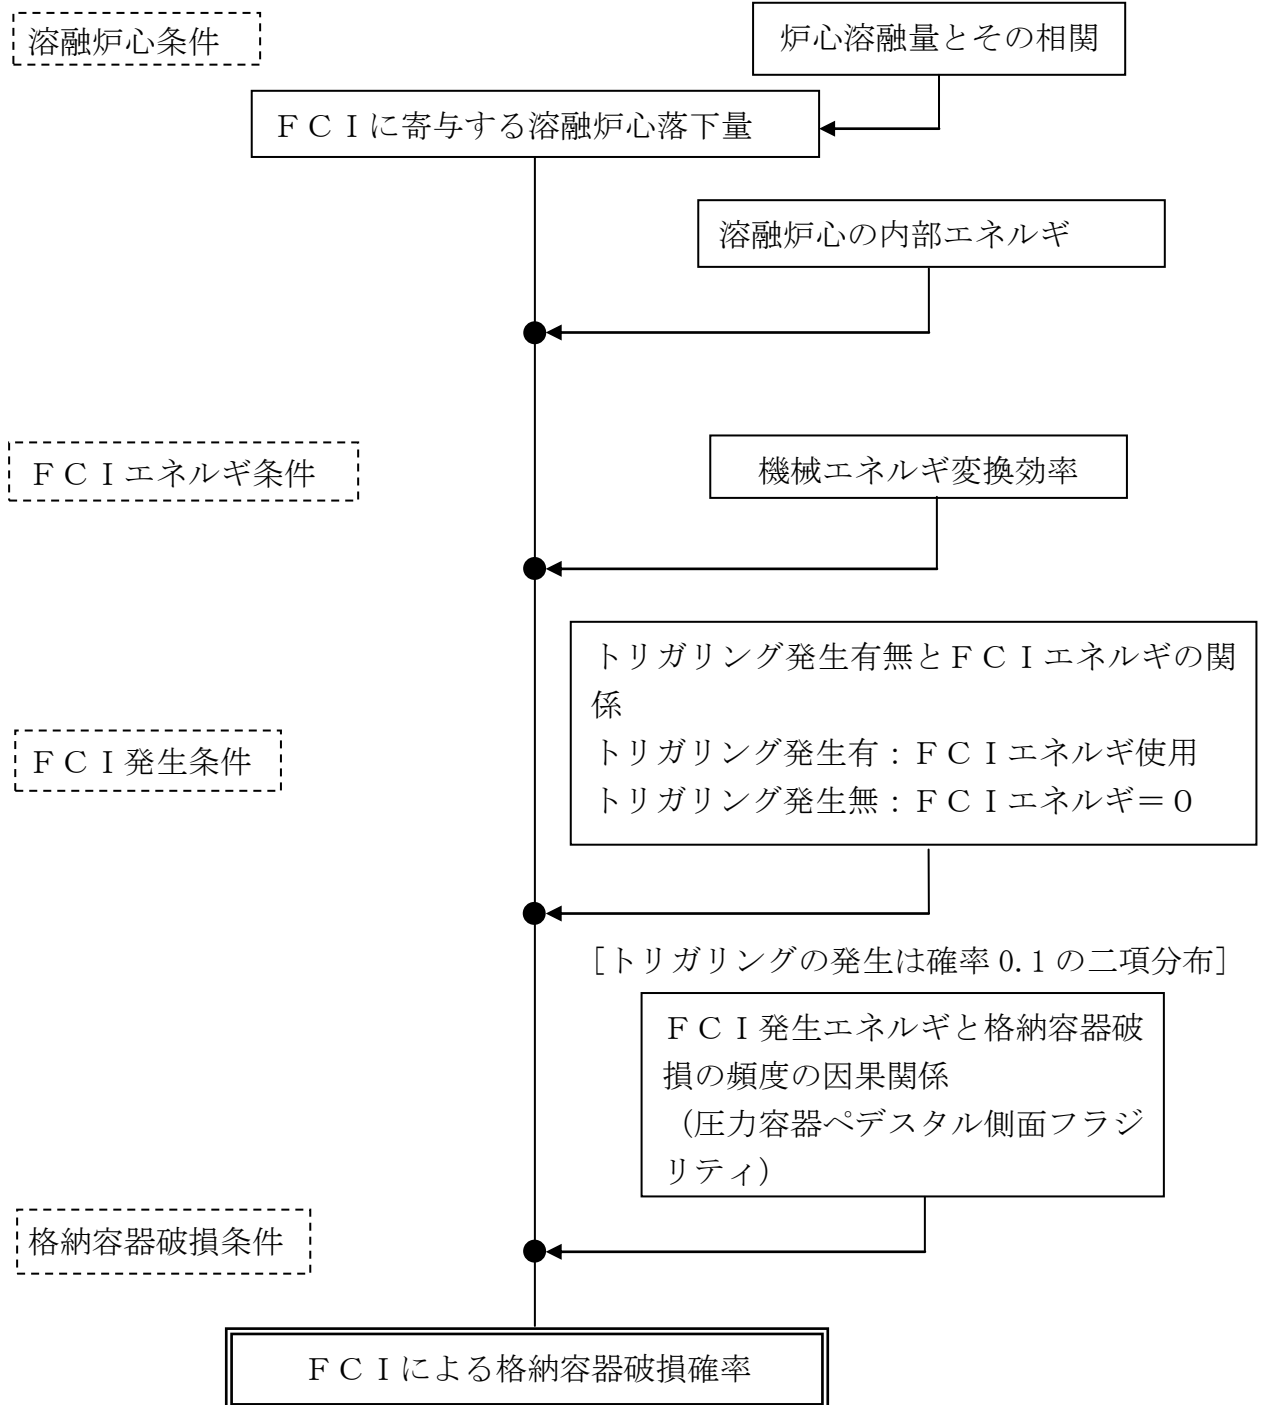 溶融炉心条件
炉心溶融量とその相関
ＦＣＩに寄与する溶融炉心落下量
溶融炉心の内部エネルギ
ＦＣＩエネルギ条件
機械エネルギ変換効率
トリガリング発生有無とＦＣＩエネルギの関
係
トリガリング発生有：ＦＣＩエネルギ使用
トリガリング発生無：ＦＣＩエネルギ＝０
ＦＣＩ発生条件
［トリガリングの発生は確率 0.1 の二項分布］
ＦＣＩ発生エネルギと格納容器破
損の頻度の因果関係
（圧力容器ペデスタル側面フラジ
リティ）
格納容器破損条件
ＦＣＩによる格納容器破損確率